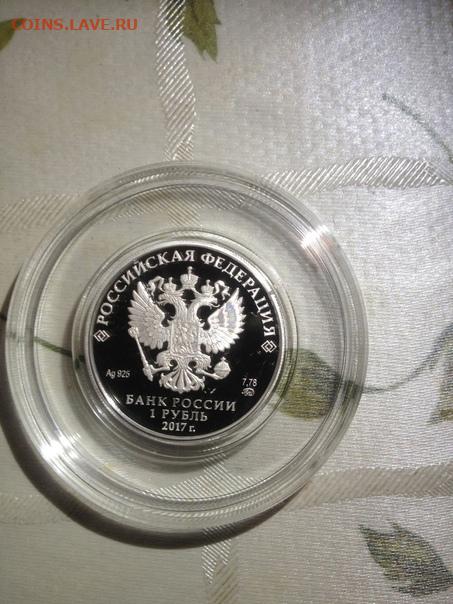 COINS.LAVE.RU
РОССИЙСКАЯ ФЕДЕРАЦИЯ
Ag 925
7,78
БАНК РОССИИ
1 РУБЛЬ
2017 г.